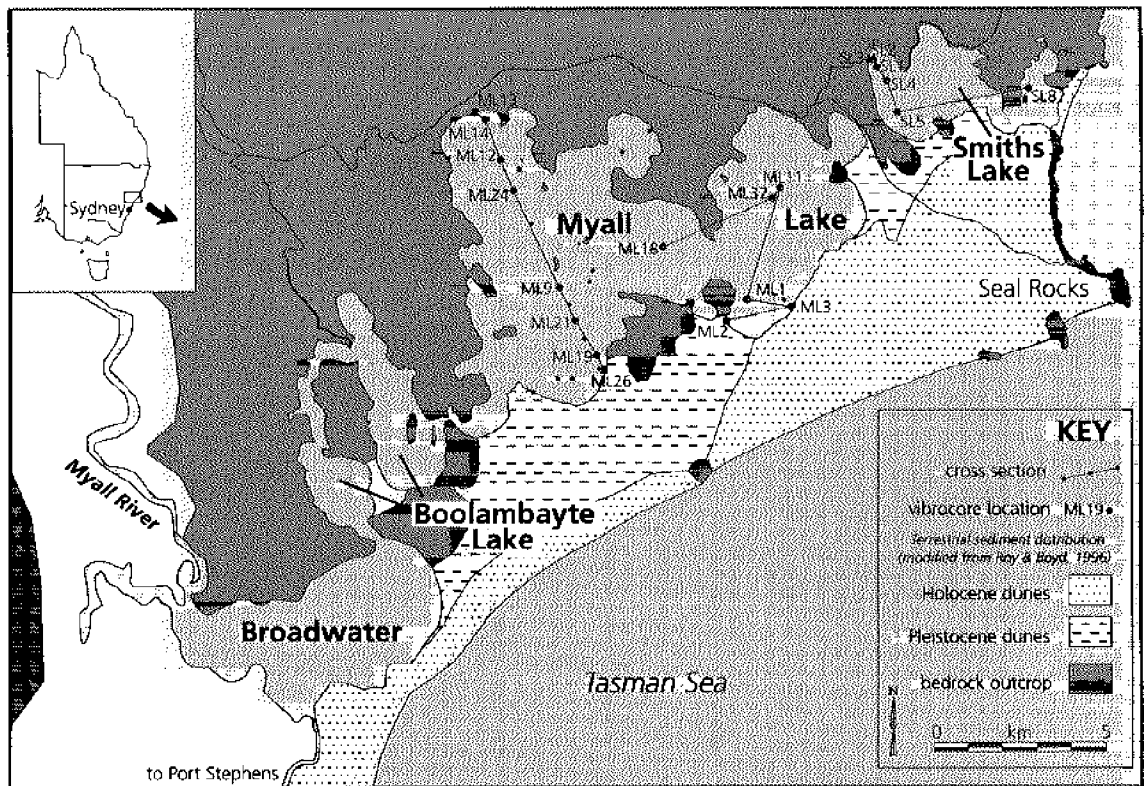 Sydney
ML13
ML14
ML12
ML24
Myall
ML18
ML9
ML21
ML19
ML26
ML11
ML32
Lake
ML1
ML3
ML2
SL4
SL5
SL8
Smiths
Lake
Seal Rocks
Myall River
Boolambayte
Lake
Broadwater
Tasman Sea
to Port Stephens
KEY
cross section
vibrocore location ML19
Terrestrial sediment distribution
(modified from Roy & Boyd, 1996)
Holocene dunes
Pleistocene dunes
bedrock outcrop
N
0 km 5